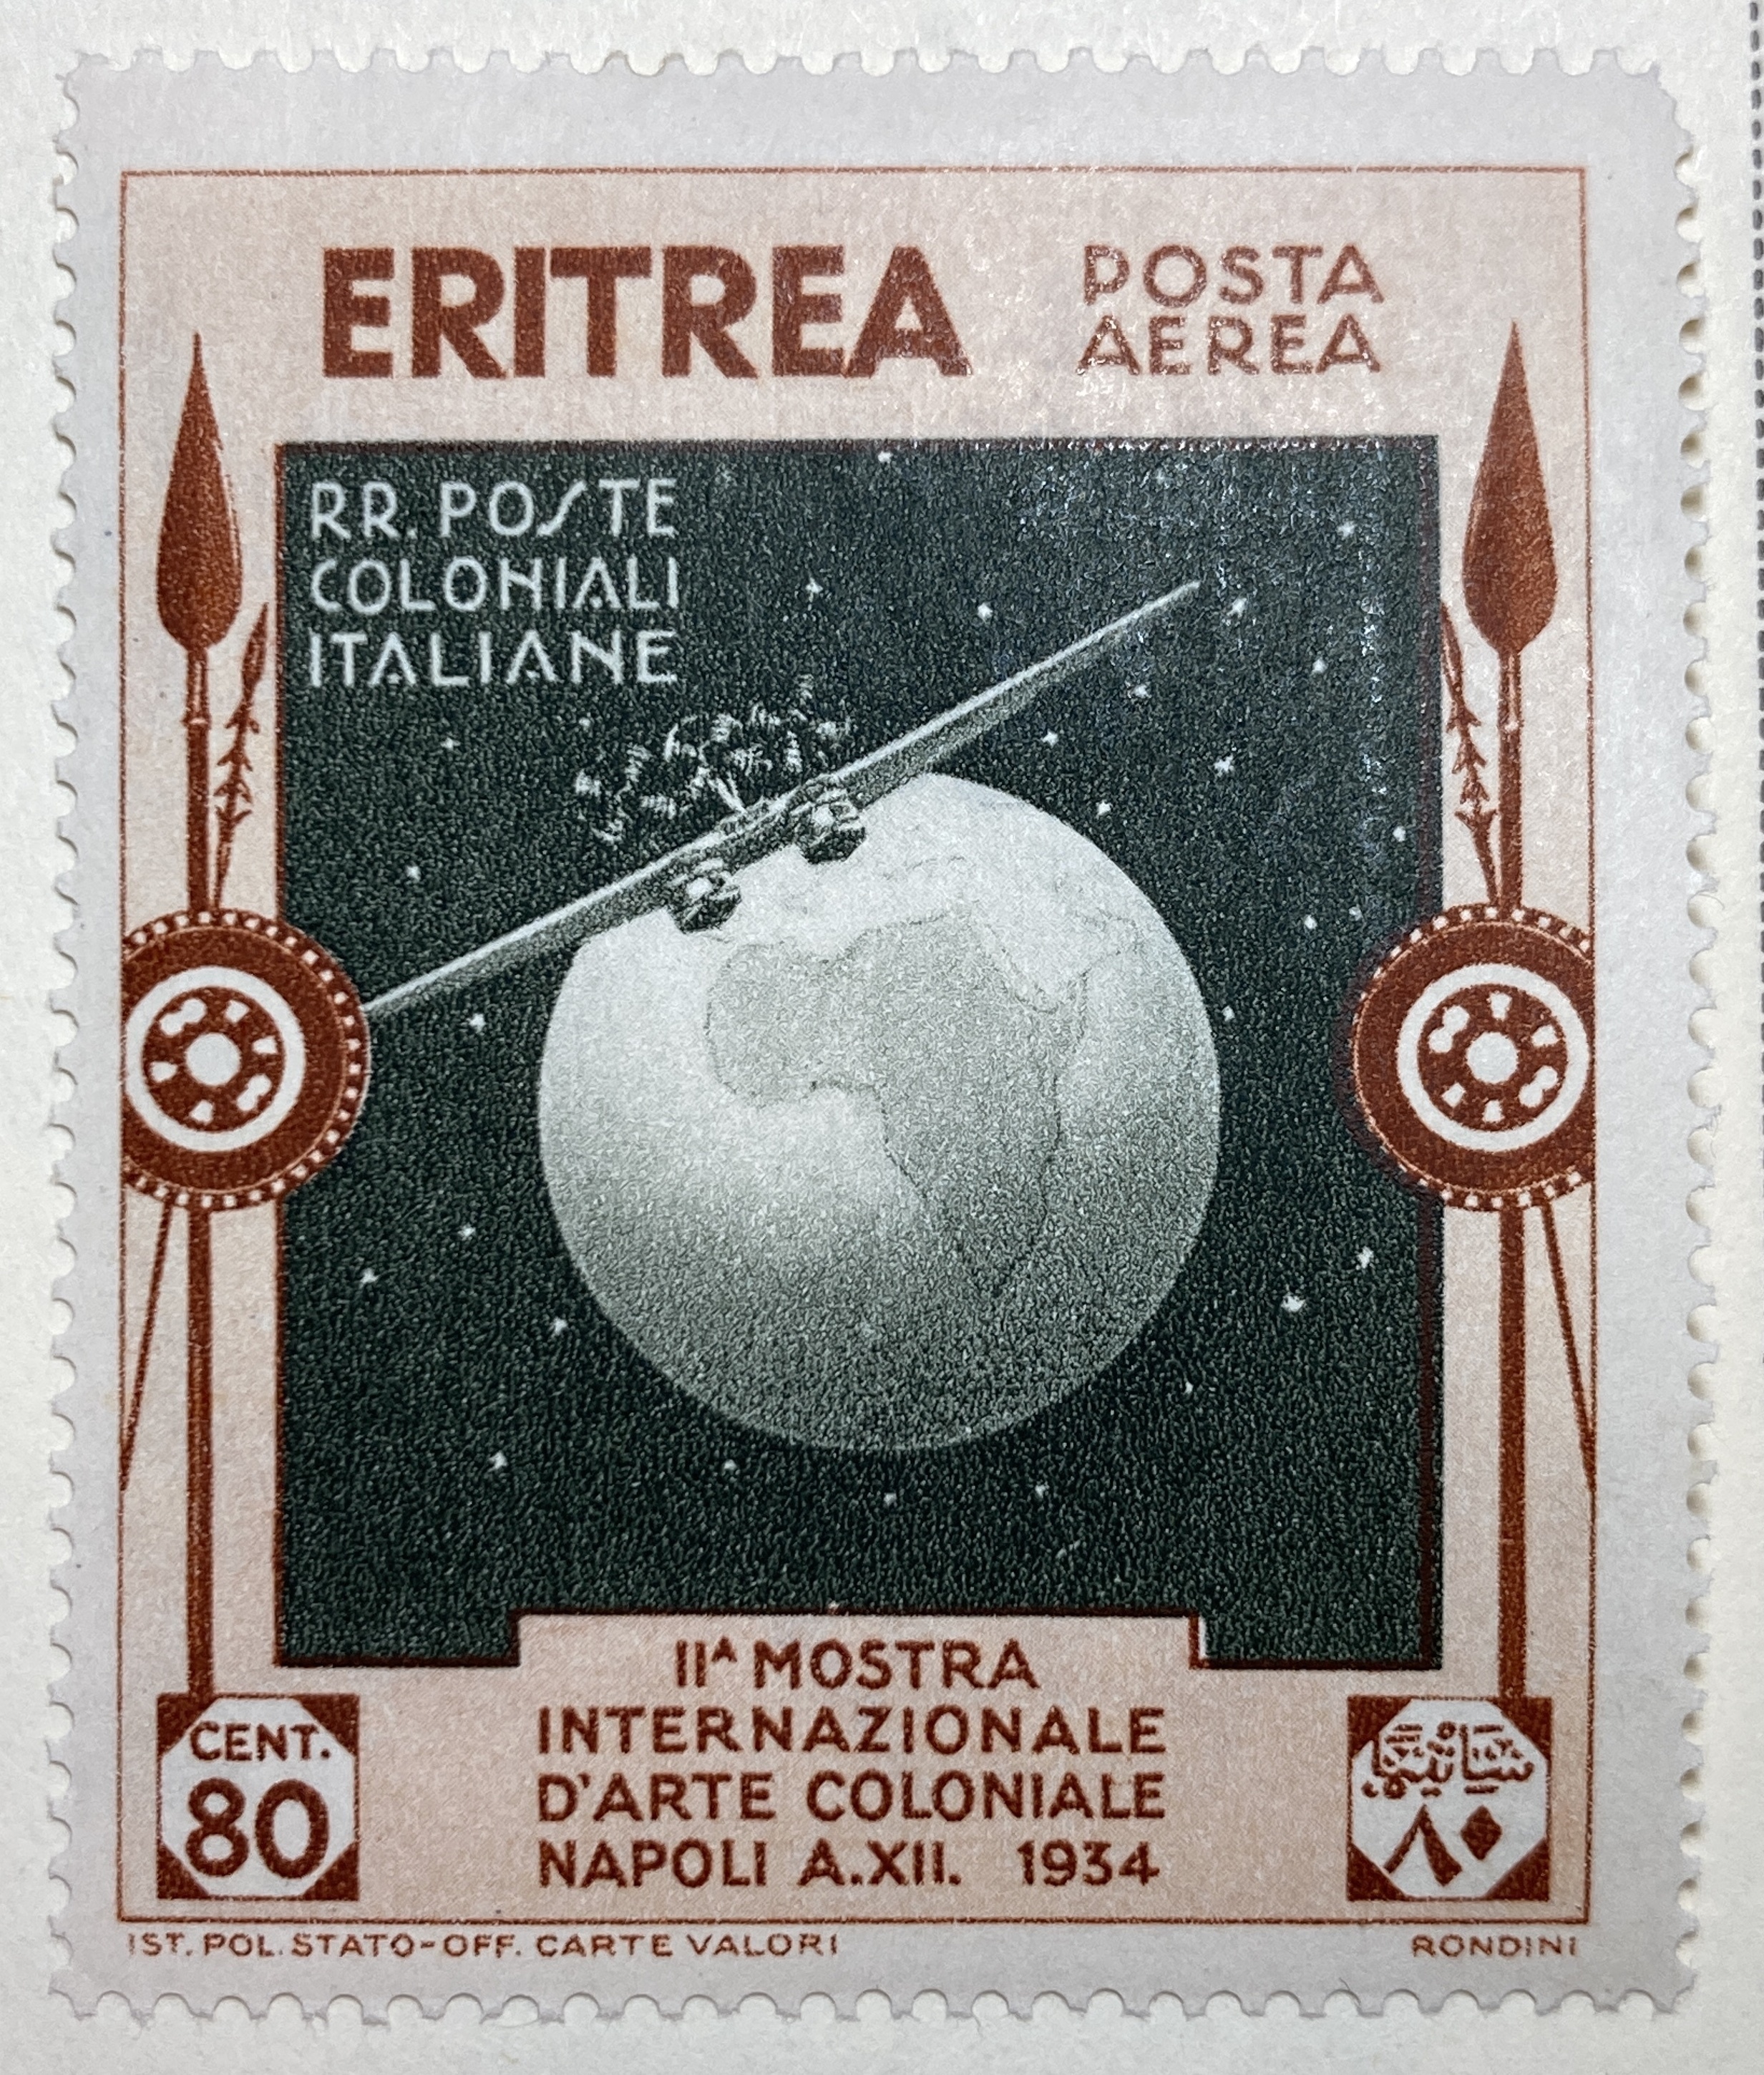 ERITREA
POSTA
AEREA
RR. POSTE
COLONIALI
ITALIANE
IIᴬ MOSTRA
INTERNAZIONALE
D'ARTE COLONIALE
NAPOLI A.XII. 1934
CENT.
80
٨٠
IST. POL. STATO-OFF. CARTE VALORI
RONDINI